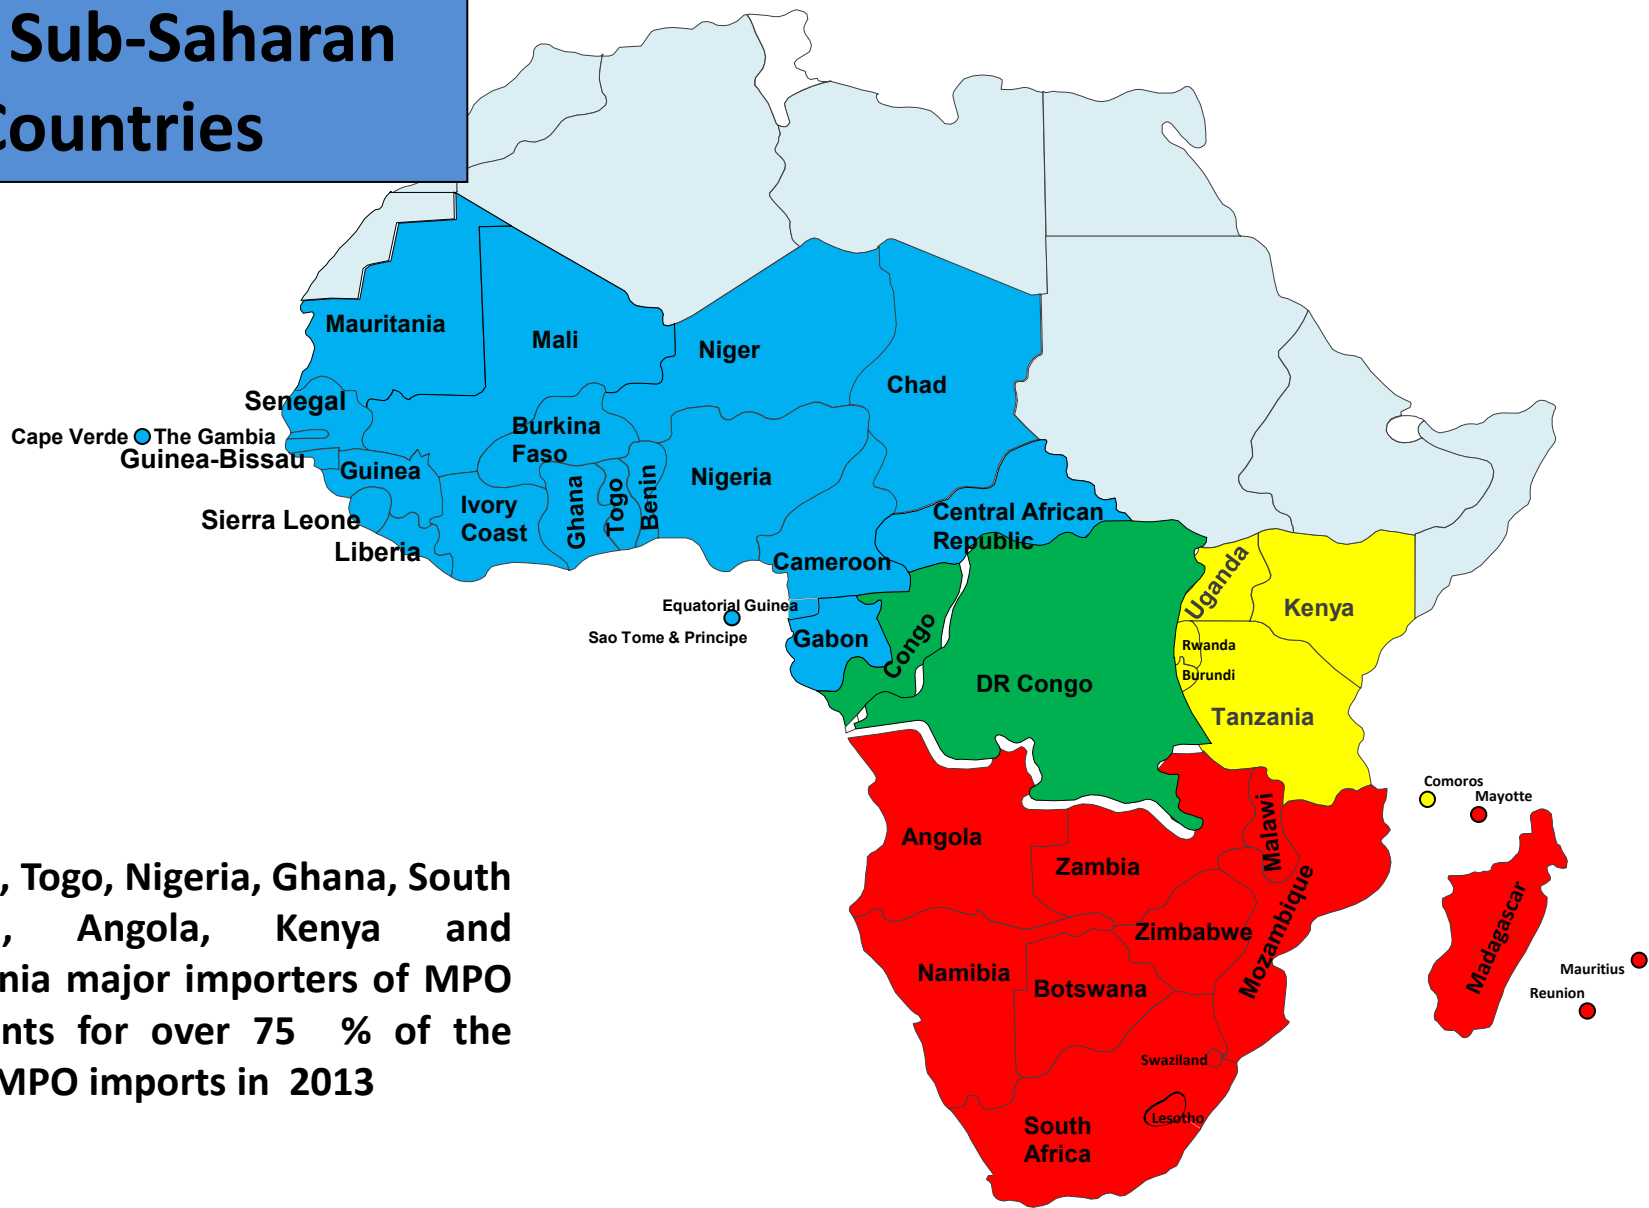 Sub-Saharan
Countries
Mauritania
Mali
Niger
Chad
Senegal
Cape Verde
The Gambia
Guinea-Bissau
Guinea
Burkina
Faso
Nigeria
Ivory
Coast
Ghana
Togo
Benin
Sierra Leone
Liberia
Central African
Republic
Cameroon
Equatorial Guinea
Sao Tome & Principe
Gabon
Congo
DR Congo
Uganda
Kenya
Rwanda
Burundi
Tanzania
Comoros
Mayotte
Angola
Zambia
Malawi
Mozambique
Zimbabwe
Namibia
Botswana
Madagascar
Mauritius
Reunion
Swaziland
Lesotho
South
Africa
, Togo, Nigeria, Ghana, South
, Angola, Kenya and
nia major importers of MPO
nts for over 75 % of the
MPO imports in 2013